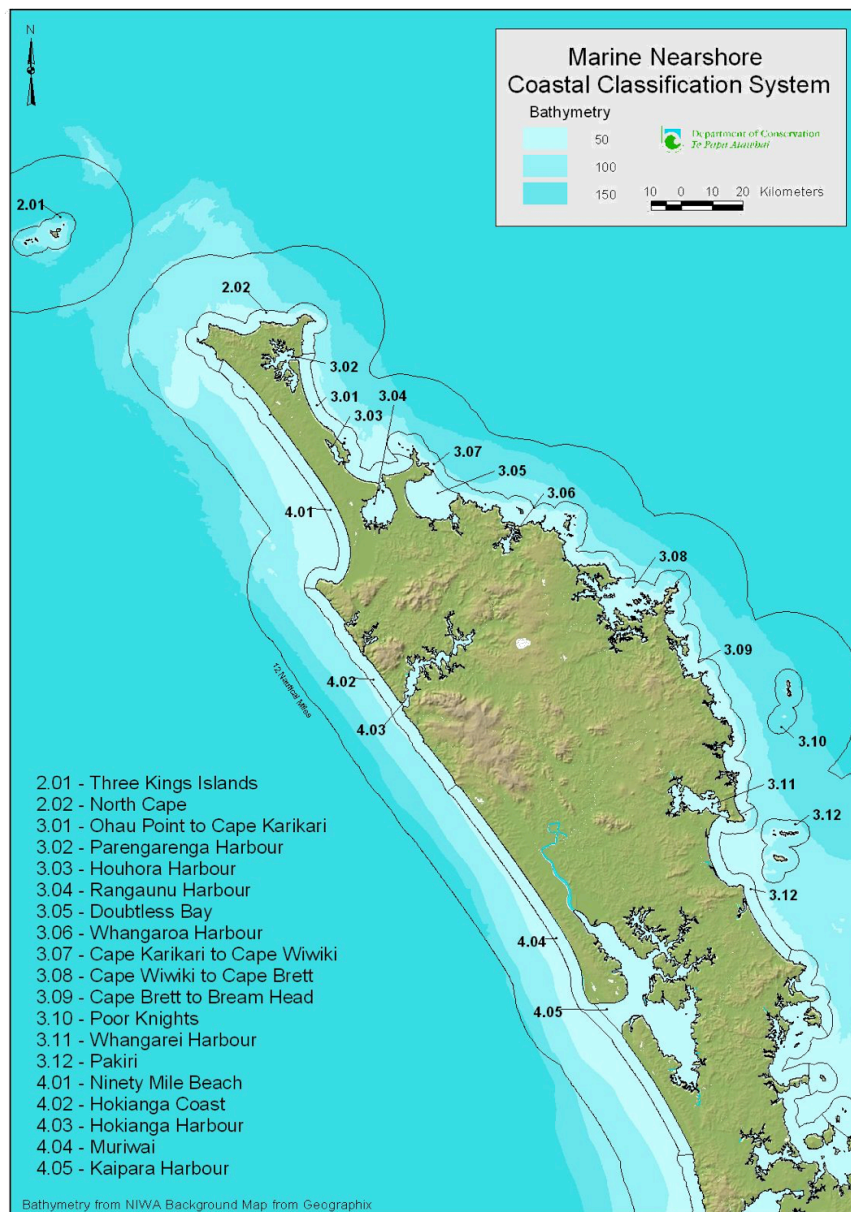 N
Marine Nearshore
Coastal Classification System
Bathymetry
50
100
150
Department of Conservation
Te Papa Atawhai
10 0 10 20 Kilometers
2.01
2.02
3.02
3.01
3.04
3.03
3.07
3.05
3.06
4.01
3.08
3.09
12 Nautical Miles
4.02
4.03
3.10
3.11
3.12
3.12
4.04
4.05
2.01 - Three Kings Islands
2.02 - North Cape
3.01 - Ohau Point to Cape Karikari
3.02 - Parengarenga Harbour
3.03 - Houhora Harbour
3.04 - Rangaunu Harbour
3.05 - Doubtless Bay
3.06 - Whangaroa Harbour
3.07 - Cape Karikari to Cape Wiwiki
3.08 - Cape Wiwiki to Cape Brett
3.09 - Cape Brett to Bream Head
3.10 - Poor Knights
3.11 - Whangarei Harbour
3.12 - Pakiri
4.01 - Ninety Mile Beach
4.02 - Hokianga Coast
4.03 - Hokianga Harbour
4.04 - Muriwai
4.05 - Kaipara Harbour
Bathymetry from NIWA Background Map from Geographix